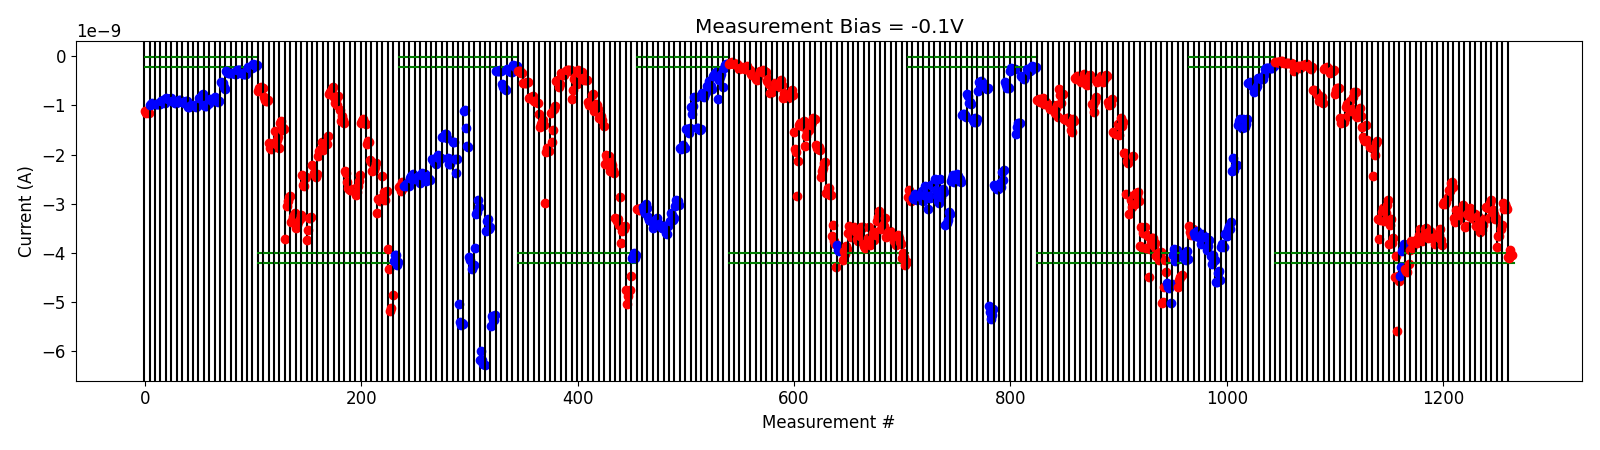 Measurement Bias = -0.1V
1e−9
0
−1
−2
−3
−4
−5
−6
Current (A)
0 200 400 600 800 1000 1200
Measurement #